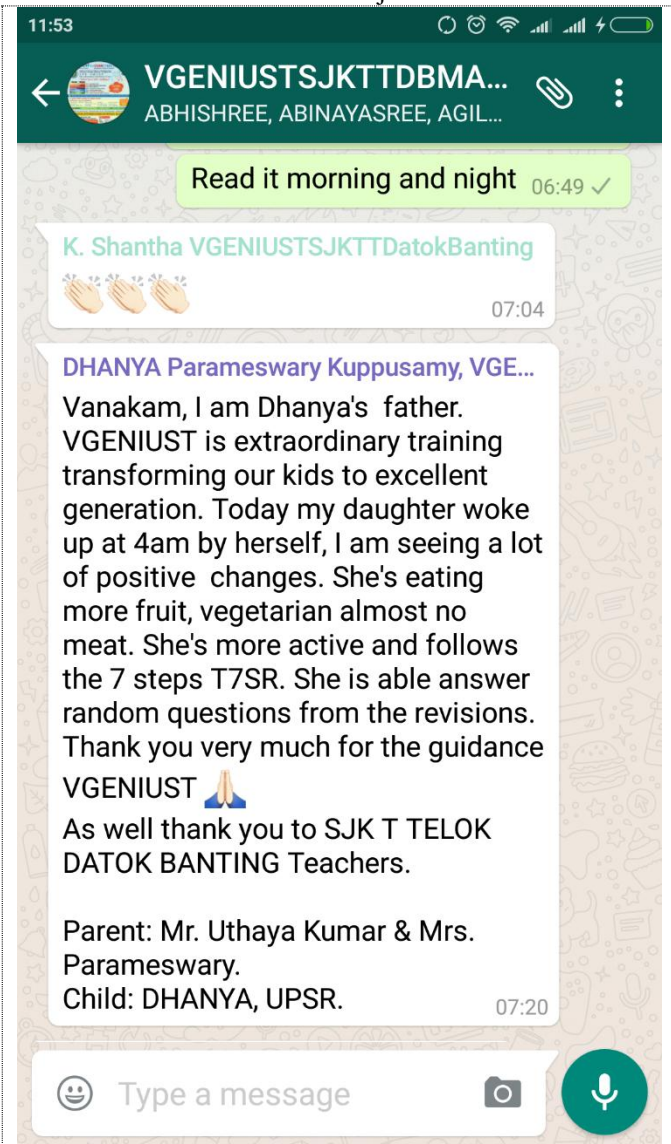 11:53
VGENIUSTSJKTTDBMA...
ABHISHREE, ABINAYASREE, AGIL...
Read it morning and night 06:49
K. Shantha VGENIUSTSJKTTDatokBanting
👏🏻👏🏻👏🏻
07:04
DHANYA Parameswary Kuppusamy, VGE...
Vanakam, I am Dhanya's father.
VGENIUST is extraordinary training
transforming our kids to excellent
generation. Today my daughter woke
up at 4am by herself, I am seeing a lot
of positive changes. She's eating
more fruit, vegetarian almost no
meat. She's more active and follows
the 7 steps T7SR. She is able answer
random questions from the revisions.
Thank you very much for the guidance
VGENIUST 🙏🏻
As well thank you to SJK T TELOK
DATOK BANTING Teachers.
Parent: Mr. Uthaya Kumar & Mrs.
Parameswary.
Child: DHANYA, UPSR. 07:20
Type a message